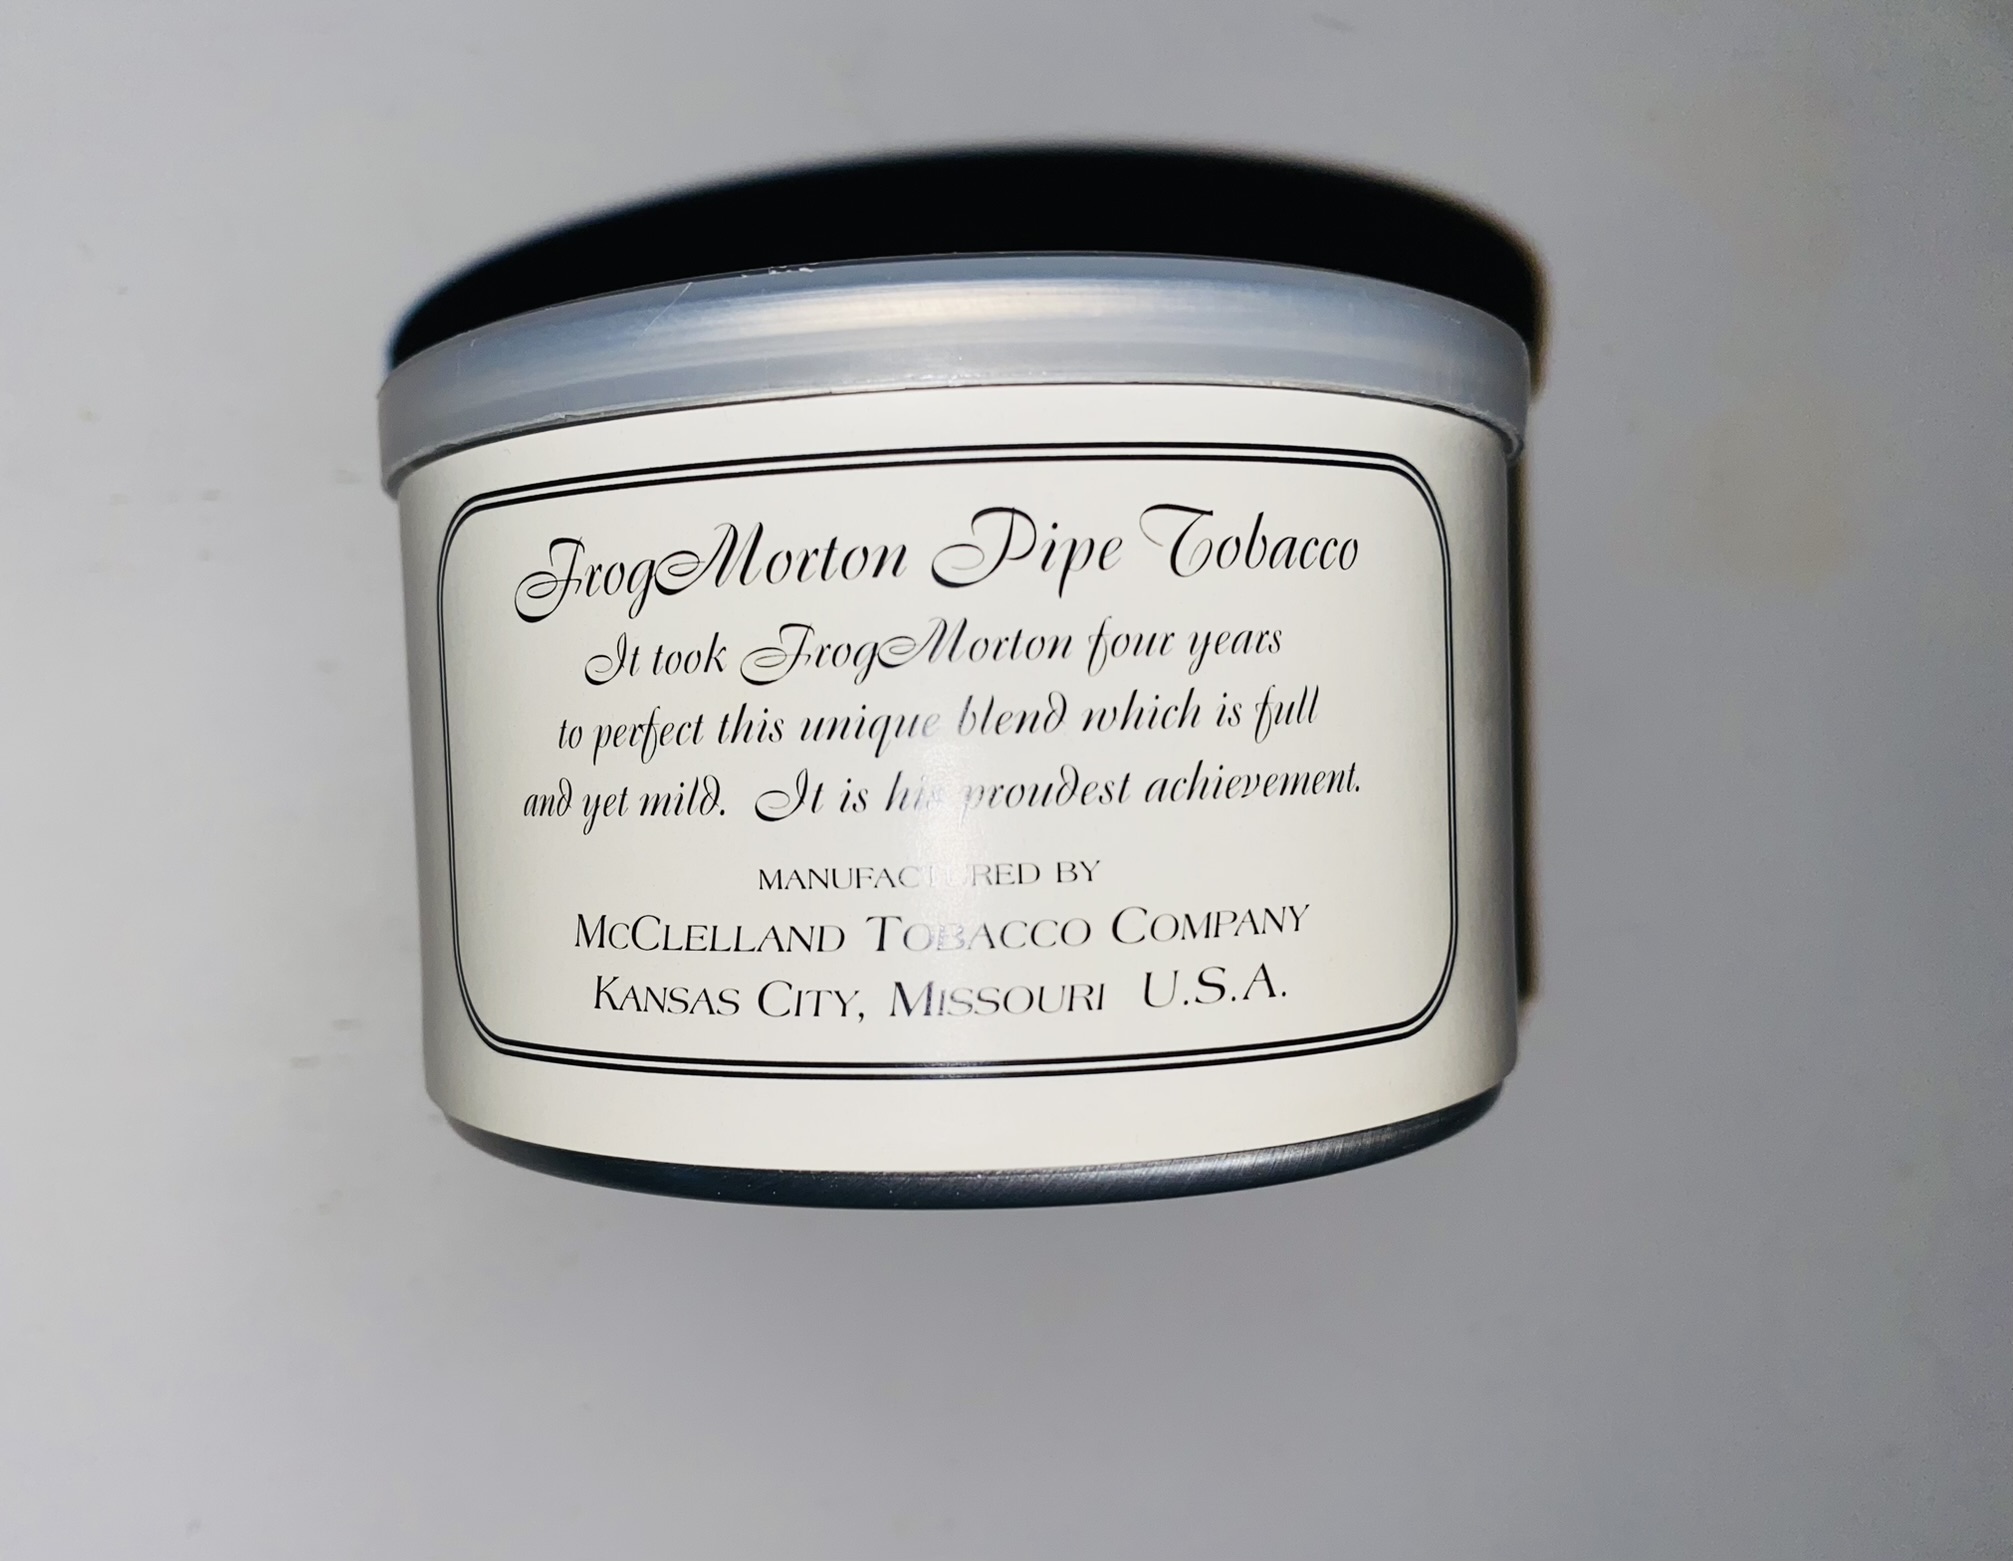 FrogMorton Pipe Tobacco
It took FrogMorton four years
to perfect this unique blend which is full
and yet mild. It is his proudest achievement.
MANUFACTURED BY
MCCLELLAND TOBACCO COMPANY
KANSAS CITY, MISSOURI U.S.A.